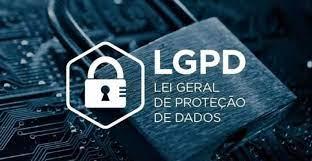 LGPD
LEI GERAL
DE PROTEÇÃO
DE DADOS